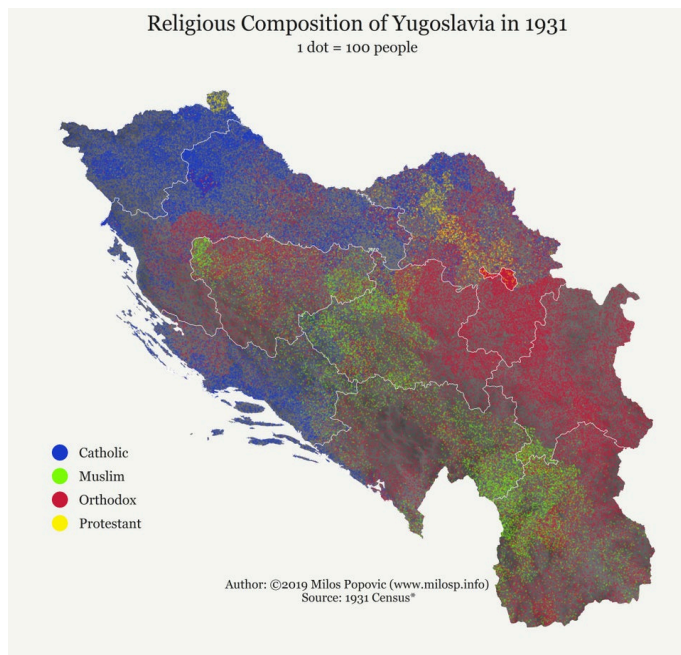 Religious Composition of Yugoslavia in 1931
1 dot = 100 people
Catholic
Muslim
Orthodox
Protestant
Author: ©2019 Milos Popovic (www.milosp.info)
Source: 1931 Census*